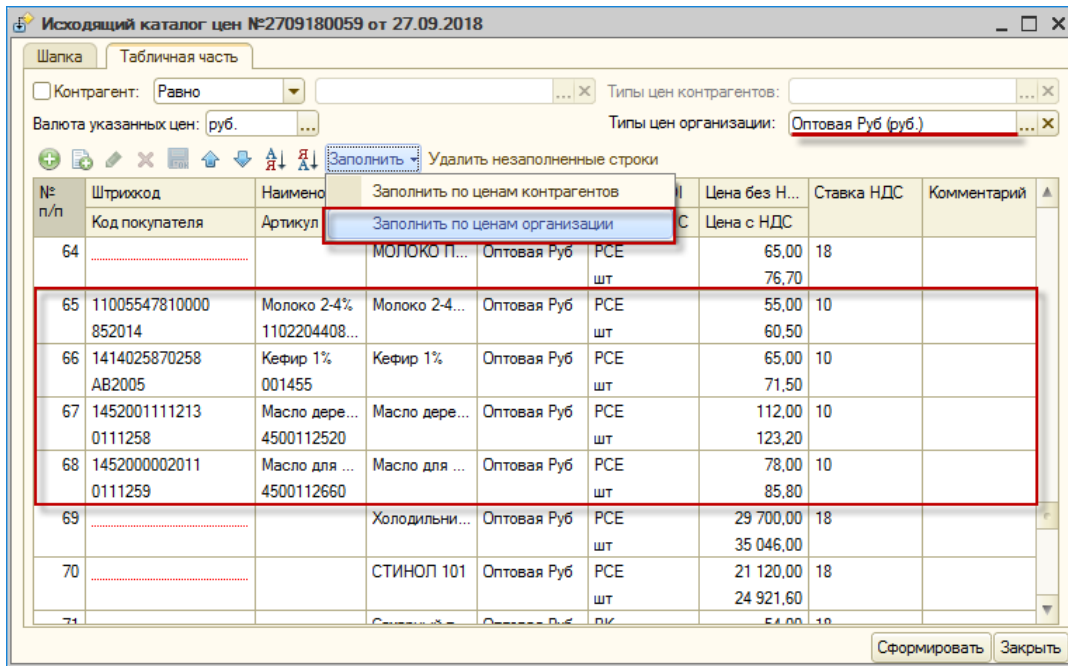 Исходящий каталог цен №2709180059 от 27.09.2018
Шапка Табличная часть
Контрагент: Равно ... Типы цен контрагентов: ...
Валюта указанных цен: руб. ... Типы цен организации: Оптовая Руб (руб.) ...
Заполнить Удалить незаполненные строки
Заполнить по ценам контрагентов
Заполнить по ценам организации
№ п/п Штрихкод Наимено Цена без Н... Ставка НДС Комментарий
Код покупателя Артикул С Цена с НДС
64 МОЛОКО П... Оптовая Руб PCE 65,00 18
шт 76,70
65 11005547810000 Молоко 2-4% Молоко 2-4... Оптовая Руб PCE 55,00 10
852014 1102204408... шт 60,50
66 1414025870258 Кефир 1% Кефир 1% Оптовая Руб PCE 65,00 10
АВ2005 001455 шт 71,50
67 1452001111213 Масло дере... Масло дере... Оптовая Руб PCE 112,00 10
0111258 4500112520 шт 123,20
68 1452000002011 Масло для ... Масло для ... Оптовая Руб PCE 78,00 10
0111259 4500112660 шт 85,80
69 Холодильни... Оптовая Руб PCE 29 700,00 18
шт 35 046,00
70 СТИНОЛ 101 Оптовая Руб PCE 21 120,00 18
шт 24 921,60
Сформировать Закрыть